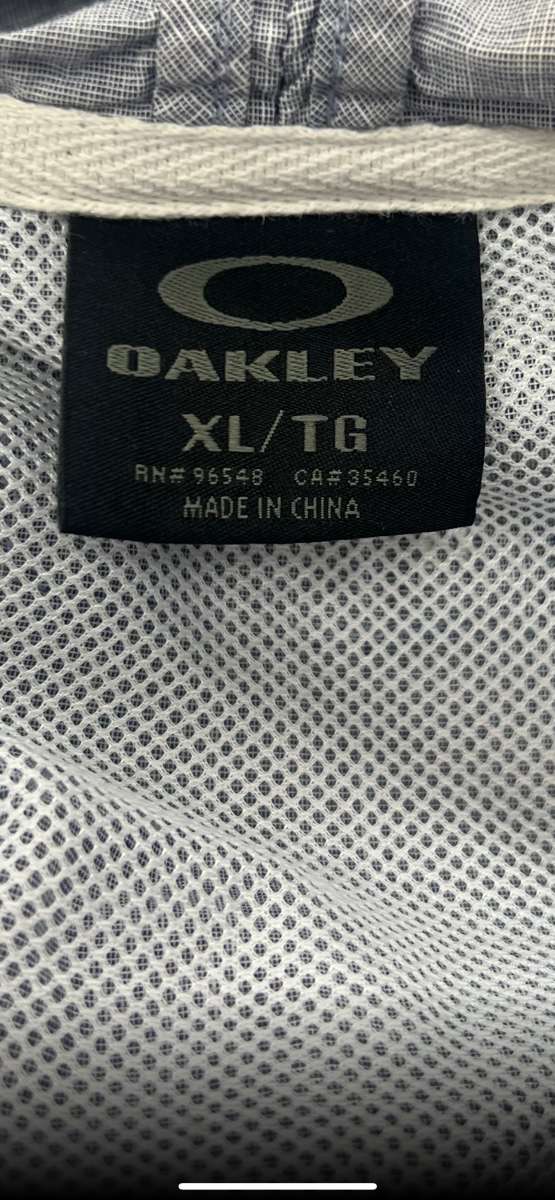 OAKLEY
XL/TG
RN# 96548 CA# 35460
MADE IN CHINA